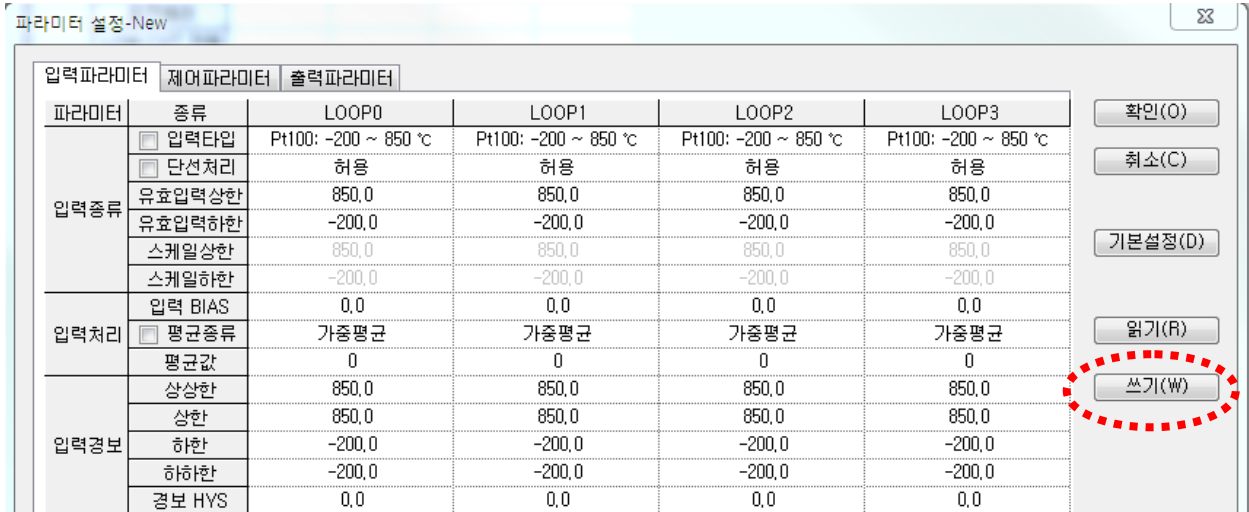 파라미터 설정-New
입력파라미터 제어파라미터 출력파라미터
파라미터 종류 LOOP0 LOOP1 LOOP2 LOOP3
입력종류 입력타입 Pt100: -200 ~ 850 ℃ Pt100: -200 ~ 850 ℃ Pt100: -200 ~ 850 ℃ Pt100: -200 ~ 850 ℃
단선처리 허용 허용 허용 허용
유효입력상한 850.0 850.0 850.0 850.0
유효입력하한 -200.0 -200.0 -200.0 -200.0
스케일상한 850.0 850.0 850.0 850.0
스케일하한 -200.0 -200.0 -200.0 -200.0
입력처리 입력 BIAS 0.0 0.0 0.0 0.0
평균종류 가중평균 가중평균 가중평균 가중평균
평균값 0 0 0 0
입력경보 상상한 850.0 850.0 850.0 850.0
상한 850.0 850.0 850.0 850.0
하한 -200.0 -200.0 -200.0 -200.0
하하한 -200.0 -200.0 -200.0 -200.0
경보 HYS 0.0 0.0 0.0 0.0
확인(O)
취소(C)
기본설정(D)
읽기(R)
쓰기(W)